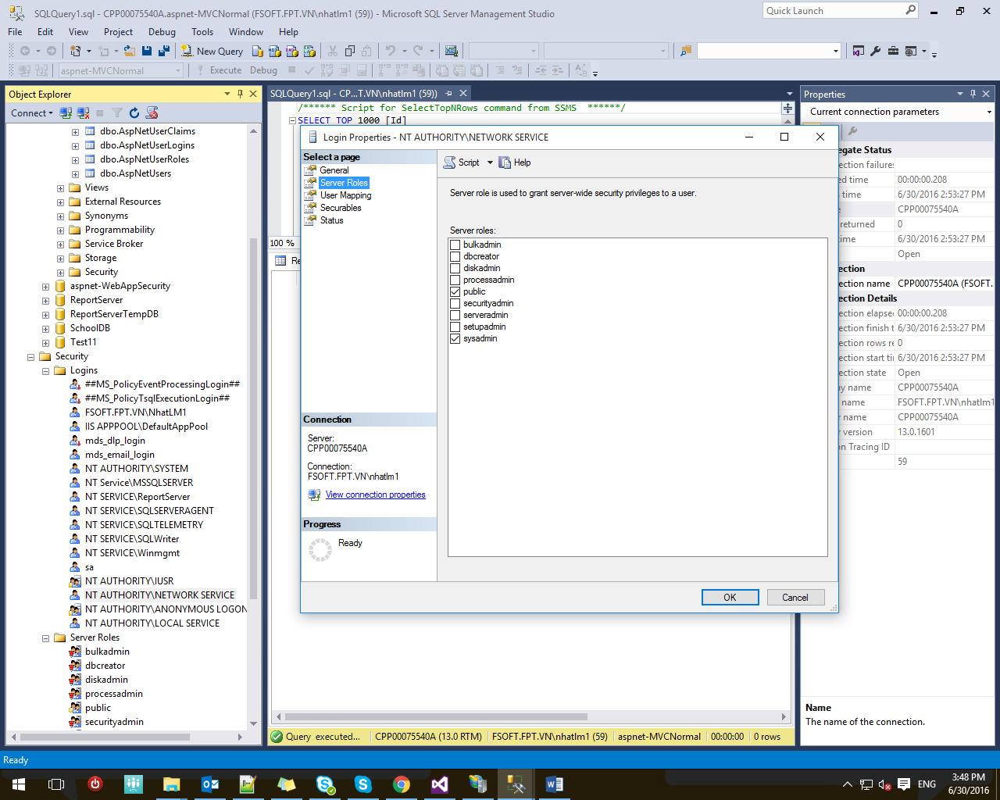 SQLQuery1.sql - CPP00075540A.aspnet-MVCNormal (FSOFT.FPT.VN\nhatlm1 (59)) - Microsoft SQL Server Management Studio
Quick Launch
File Edit View Project Debug Tools Window Help
New Query
MDX DMX
aspnet-MVCNormal
Execute Debug
Object Explorer
Connect
dbo.AspNetUserClaims
dbo.AspNetUserLogins
dbo.AspNetUserRoles
dbo.AspNetUsers
Views
External Resources
Synonyms
Programmability
Service Broker
Storage
Security
aspnet-WebAppSecurity
ReportServer
ReportServerTempDB
SchoolDB
Test11
Security
Logins
##MS_PolicyEventProcessingLogin##
##MS_PolicyTsqlExecutionLogin##
FSOFT.FPT.VN\NhatLM1
IIS APPPOOL\DefaultAppPool
mds_dlp_login
mds_email_login
NT AUTHORITY\SYSTEM
NT Service\MSSQLSERVER
NT SERVICE\ReportServer
NT SERVICE\SQLSERVERAGENT
NT SERVICE\SQLTELEMETRY
NT SERVICE\SQLWriter
NT SERVICE\Winmgmt
sa
NT AUTHORITY\IUSR
NT AUTHORITY\NETWORK SERVICE
NT AUTHORITY\ANONYMOUS LOGON
NT AUTHORITY\LOCAL SERVICE
Server Roles
bulkadmin
dbcreator
diskadmin
processadmin
public
securityadmin
SQLQuery1.sql - CP...T.VN\nhatlm1 (59))
/****** Script for SelectTopNRows command from SSMS ******/
SELECT TOP 1000 [Id]
100 %
Re
Login Properties - NT AUTHORITY\NETWORK SERVICE
Select a page
General
Server Roles
User Mapping
Securables
Status
Connection
Server:
CPP00075540A
Connection:
FSOFT.FPT.VN\nhatlm1
View connection properties
Progress
Ready
Script Help
Server role is used to grant server-wide security privileges to a user.
Server roles:
bulkadmin
dbcreator
diskadmin
processadmin
public
securityadmin
serveradmin
setupadmin
sysadmin
OK Cancel
Query executed... CPP00075540A (13.0 RTM) FSOFT.FPT.VN\nhatlm1 (59) aspnet-MVCNormal 00:00:00 0 rows
Properties
Current connection parameters
egate Status
ction failures
d time 00:00:00.208
time 6/30/2016 2:53:27 PM
CPP00075540A
returned 0
time 6/30/2016 2:53:27 PM
Open
ection
ection name CPP00075540A (FSOFT.
ection Details
ection elapse 00:00:00.208
ection finish t 6/30/2016 2:53:27 PM
ection rows re 0
ection start tin 6/30/2016 2:53:27 PM
ection state Open
y name CPP00075540A
name FSOFT.FPT.VN\nhatlm1
r name CPP00075540A
r version 13.0.1601
on Tracing ID
59
Name
The name of the connection.
Ready
ENG
3:48 PM
6/30/2016